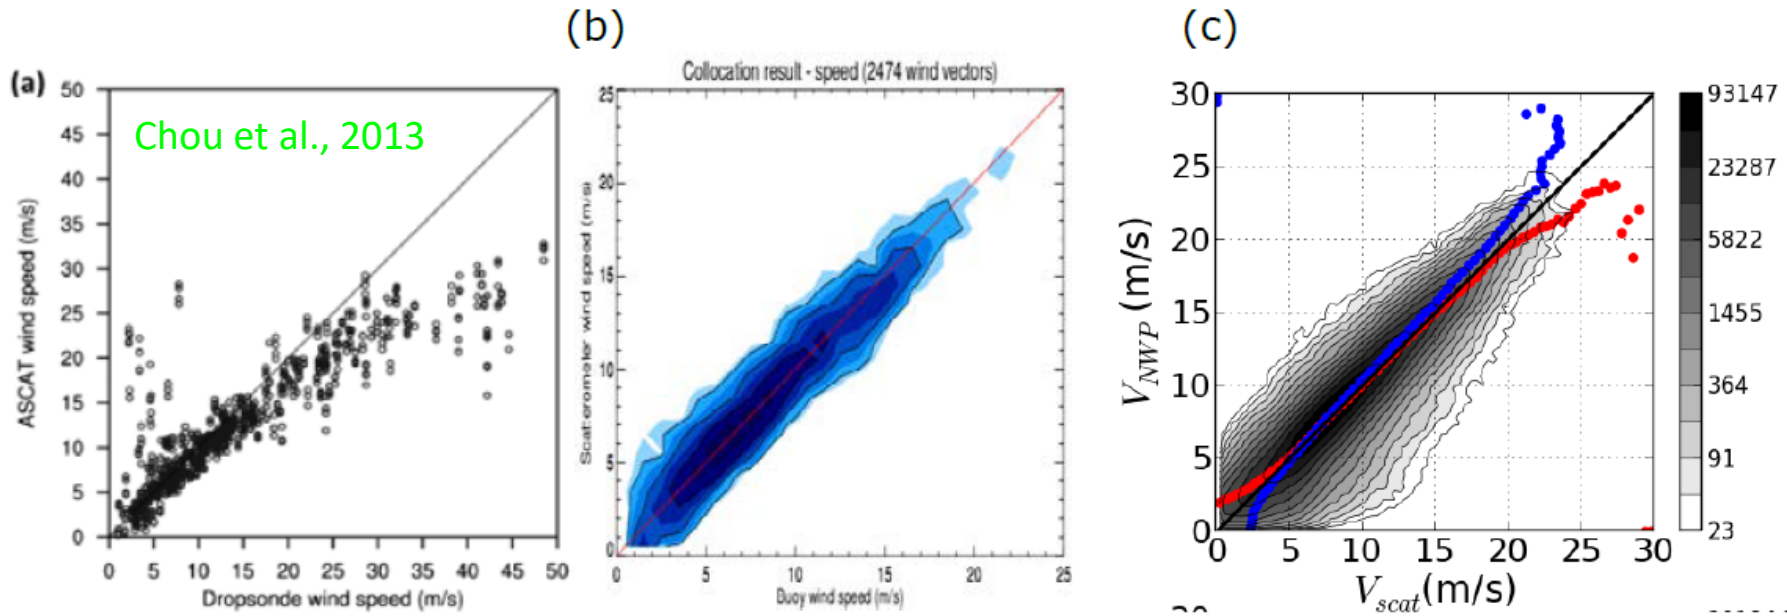 (a)
Chou et al., 2013
ASCAT wind speed (m/s)
50
45
40
35
30
25
20
15
10
5
0
0 5 10 15 20 25 30 35 40 45 50
Dropsonde wind speed (m/s)
(b)
Collocation result - speed (2474 wind vectors)
Scatterometer wind speed (m/s)
25
20
15
10
5
0
0 5 10 15 20 25
Buoy wind speed (m/s)
(c)
V_NWP (m/s)
30
25
20
15
10
5
0
0 5 10 15 20 25 30
V_scat (m/s)
93147
23287
5822
1455
364
91
23